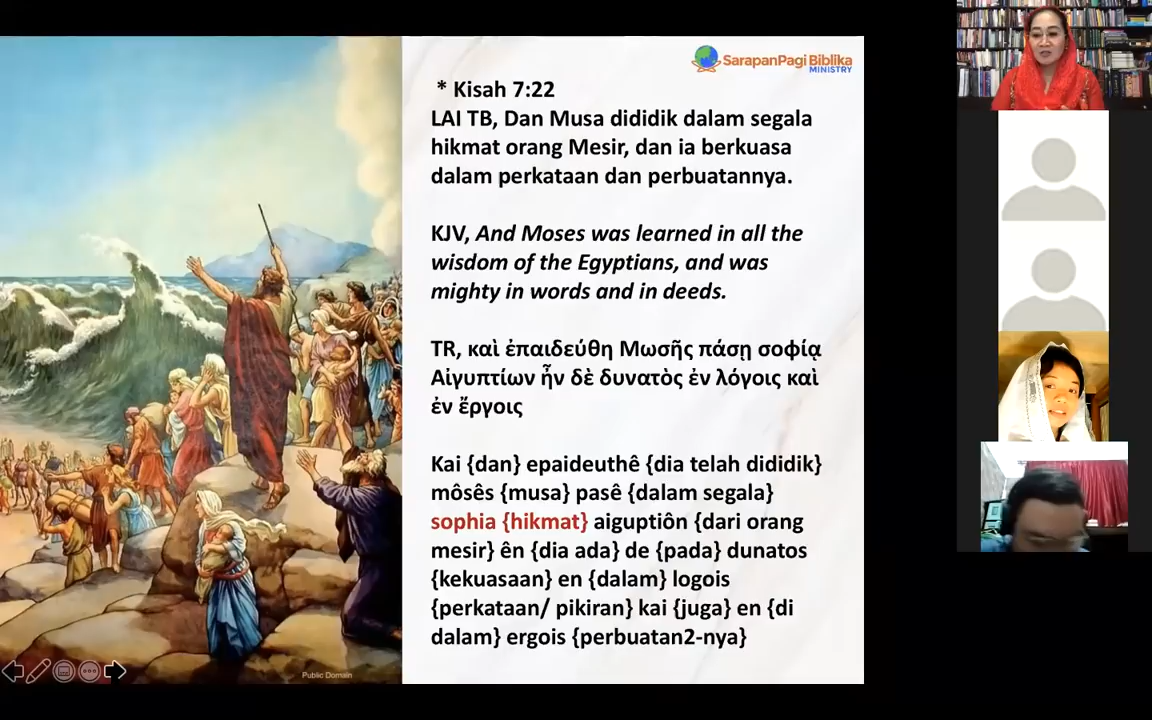 SarapanPagi Biblika
MINISTRY
* Kisah 7:22
LAI TB, Dan Musa dididik dalam segala
hikmat orang Mesir, dan ia berkuasa
dalam perkataan dan perbuatannya.
KJV, And Moses was learned in all the
wisdom of the Egyptians, and was
mighty in words and in deeds.
TR, καὶ ἐπαιδεύθη Μωσῆς πάσῃ σοφίᾳ
Αἰγυπτίων ἦν δὲ δυνατὸς ἐν λόγοις καὶ
ἐν ἔργοις
Kai {dan} epaideuthê {dia telah dididik}
môsês {musa} pasê {dalam segala}
sophia {hikmat} aiguptiôn {dari orang
mesir} ên {dia ada} de {pada} dunatos
{kekuasaan} en {dalam} logois
{perkataan/ pikiran} kai {juga} en {di
dalam} ergois {perbuatan2-nya}
Public Domain